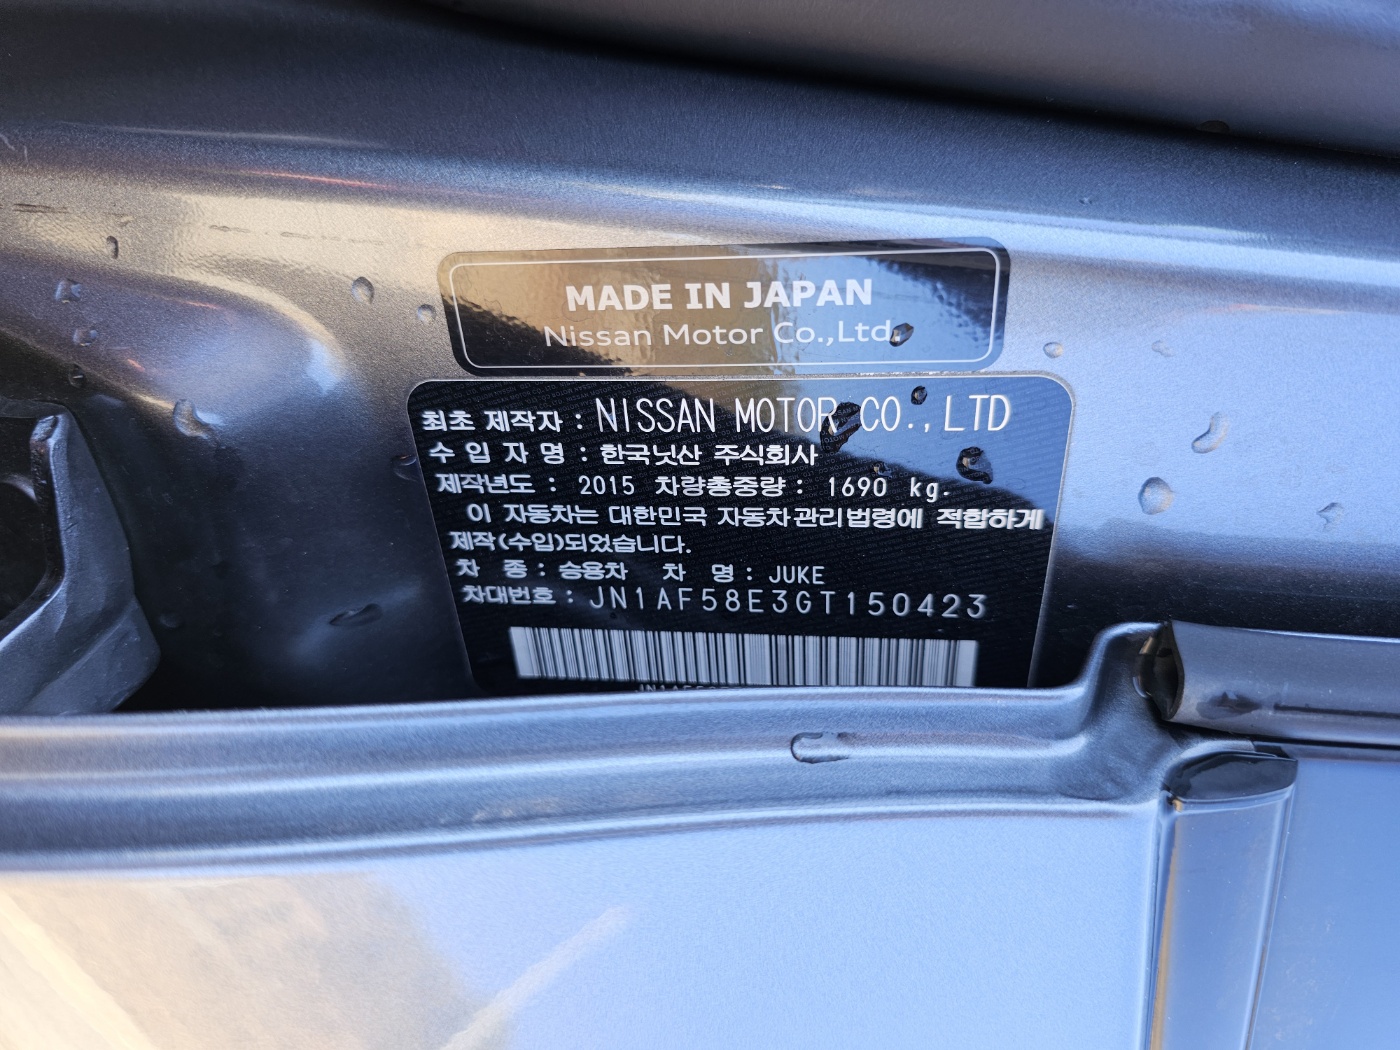 MADE IN JAPAN
Nissan Motor Co.,Ltd.
최초 제작자 : NISSAN MOTOR CO.,LTD
수 입 자 명 : 한국닛산 주식회사
제작년도 : 2015 차량총중량 : 1690 kg.
이 자동차는 대한민국 자동차관리법령에 적합하게
제작(수입)되었습니다.
차 종 : 승용차 차 명 : JUKE
차대번호 : JN1AF58E3GT150423